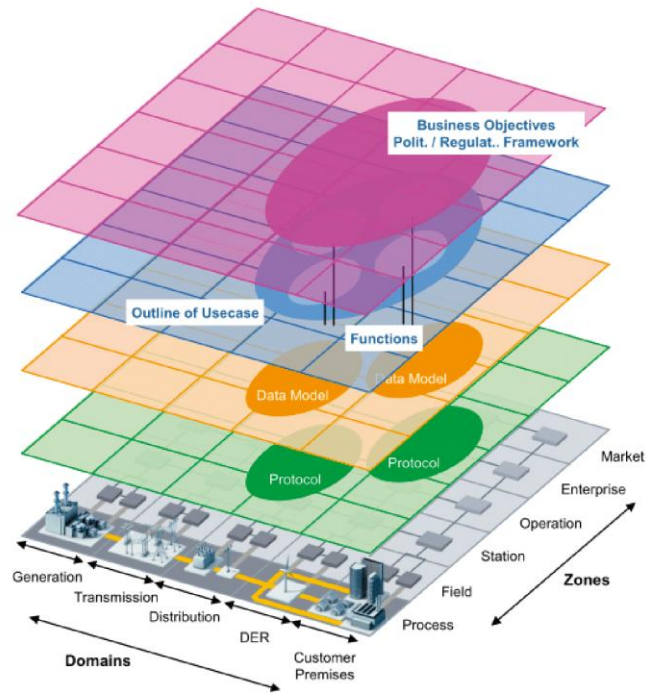 Business Objectives
Polit. / Regulat.. Framework
Outline of Usecase
Functions
Data Model
Data Model
Protocol
Protocol
Market
Enterprise
Operation
Station
Field
Process
Zones
Generation
Transmission
Distribution
DER
Customer
Premises
Domains